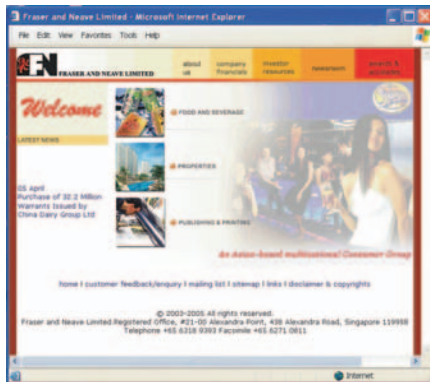 Fraser and Neave Limited - Microsoft Internet Explorer
File Edit View Favorites Tools Help
FN FRASER AND NEAVE LIMITED
about us
company financials
investor resources
newsroom
Welcome
LATEST NEWS
05 April
Purchase of 32.2 Million
Warrants Issued by
China Dairy Group Ltd
FOOD AND BEVERAGE
PROPERTIES
PUBLISHING & PRINTING
An Asian-based multinational Consumer Group
home I customer feedback/enquiry I mailing list I sitemap I links I disclaimer & copyrights
© 2003-2005 All rights reserved.
Fraser and Neave Limited Registered Office, #21-00 Alexandra Point, 438 Alexandra Road, Singapore 119958
Telephone +65 6318 9393 Facsimile +65 6271 0811
Internet